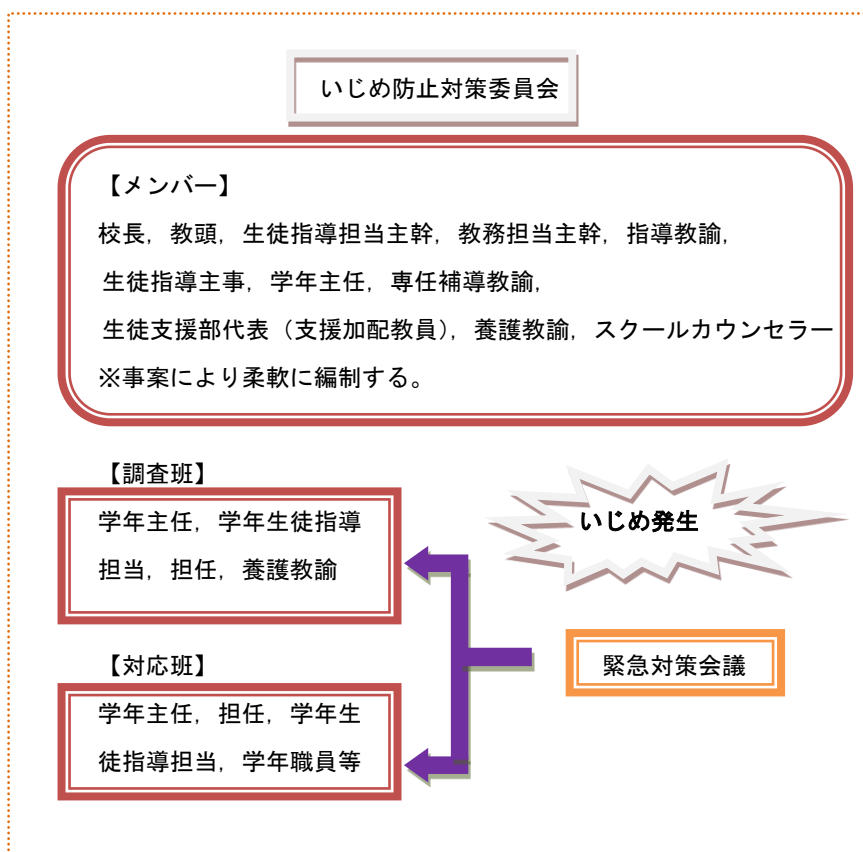 いじめ防止対策委員会
【メンバー】
校長，教頭，生徒指導担当主幹，教務担当主幹，指導教諭，
生徒指導主事，学年主任，専任補導教諭，
生徒支援部代表（支援加配教員），養護教諭，スクールカウンセラー
※事案により柔軟に編制する。
【調査班】
学年主任，学年生徒指導
担当，担任，養護教諭
いじめ発生
緊急対策会議
【対応班】
学年主任，担任，学年生
徒指導担当，学年職員等